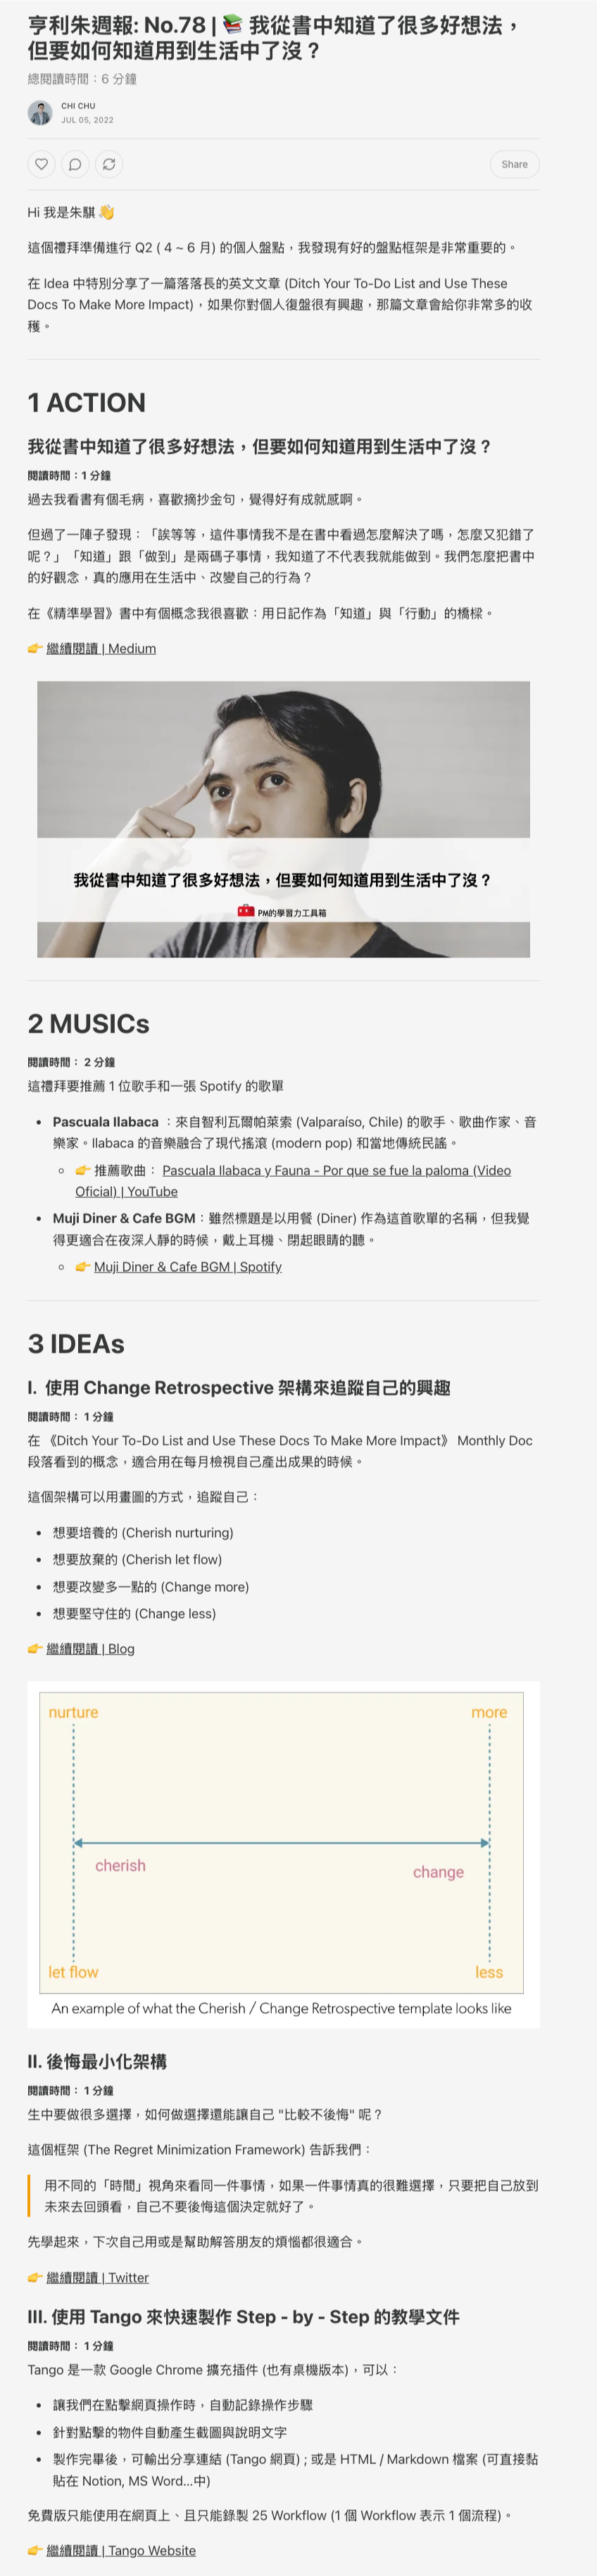 亨利朱週報: No.78 | 📚 我從書中知道了很多好想法，
但要如何知道用到生活中了沒？
總閱讀時間：6 分鐘
CHI CHU
JUL 05, 2022
Share
Hi 我是朱騏 👋
這個禮拜準備進行 Q2 ( 4 ~ 6 月) 的個人盤點，我發現有好的盤點框架是非常重要的。
在 Idea 中特別分享了一篇落落長的英文文章 (Ditch Your To-Do List and Use These
Docs To Make More Impact)，如果你對個人復盤很有興趣，那篇文章會給你非常多的收
穫。
1 ACTION
我從書中知道了很多好想法，但要如何知道用到生活中了沒？
閱讀時間：1 分鐘
過去我看書有個毛病，喜歡摘抄金句，覺得好有成就感啊。
但過了一陣子發現：「誒等等，這件事情我不是在書中看過怎麼解決了嗎，怎麼又犯錯了
呢？」「知道」跟「做到」是兩碼子事情，我知道了不代表我就能做到。我們怎麼把書中
的好觀念，真的應用在生活中、改變自己的行為？
在《精準學習》書中有個概念我很喜歡：用日記作為「知道」與「行動」的橋樑。
👉 繼續閱讀 | Medium
我從書中知道了很多好想法，但要如何知道用到生活中了沒？
🧰 PM的學習力工具箱
2 MUSICs
閱讀時間： 2 分鐘
這禮拜要推薦 1 位歌手和一張 Spotify 的歌單
• Pascuala Ilabaca ：來自智利瓦爾帕萊索 (Valparaíso, Chile) 的歌手、歌曲作家、音
樂家。Ilabaca 的音樂融合了現代搖滾 (modern pop) 和當地傳統民謠。
◦ 👉 推薦歌曲： Pascuala Ilabaca y Fauna - Por que se fue la paloma (Video
Oficial) | YouTube
• Muji Diner & Cafe BGM：雖然標題是以用餐 (Diner) 作為這首歌單的名稱，但我覺
得更適合在夜深人靜的時候，戴上耳機、閉起眼睛的聽。
◦ 👉 Muji Diner & Cafe BGM | Spotify
3 IDEAs
I. 使用 Change Retrospective 架構來追蹤自己的興趣
閱讀時間： 1 分鐘
在 《Ditch Your To-Do List and Use These Docs To Make More Impact》 Monthly Doc
段落看到的概念，適合用在每月檢視自己產出成果的時候。
這個架構可以用畫圖的方式，追蹤自己：
• 想要培養的 (Cherish nurturing)
• 想要放棄的 (Cherish let flow)
• 想要改變多一點的 (Change more)
• 想要堅守住的 (Change less)
👉 繼續閱讀 | Blog
nurture
more
cherish
change
let flow
less
An example of what the Cherish / Change Retrospective template looks like
II. 後悔最小化架構
閱讀時間： 1 分鐘
生中要做很多選擇，如何做選擇還能讓自己 "比較不後悔" 呢？
這個框架 (The Regret Minimization Framework) 告訴我們：
用不同的「時間」視角來看同一件事情，如果一件事情真的很難選擇，只要把自己放到
未來去回頭看，自己不要後悔這個決定就好了。
先學起來，下次自己用或是幫助解答朋友的煩惱都很適合。
👉 繼續閱讀 | Twitter
III. 使用 Tango 來快速製作 Step - by - Step 的教學文件
閱讀時間： 1 分鐘
Tango 是一款 Google Chrome 擴充插件 (也有桌機版本)，可以：
• 讓我們在點擊網頁操作時，自動記錄操作步驟
• 針對點擊的物件自動產生截圖與說明文字
• 製作完畢後，可輸出分享連結 (Tango 網頁) ; 或是 HTML / Markdown 檔案 (可直接黏
貼在 Notion, MS Word...中)
免費版只能使用在網頁上、且只能錄製 25 Workflow (1 個 Workflow 表示 1 個流程)。
👉 繼續閱讀 | Tango Website